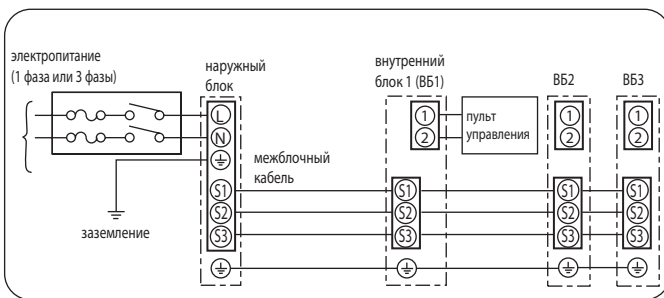 электропитание
(1 фаза или 3 фазы)
наружный
блок
внутренний
блок 1 (ВБ1)
ВБ2
ВБ3
L
N
1
2
пульт
управления
1
2
1
2
межблочный
кабель
заземление
S1
S2
S3
S1
S2
S3
S1
S2
S3
S1
S2
S3